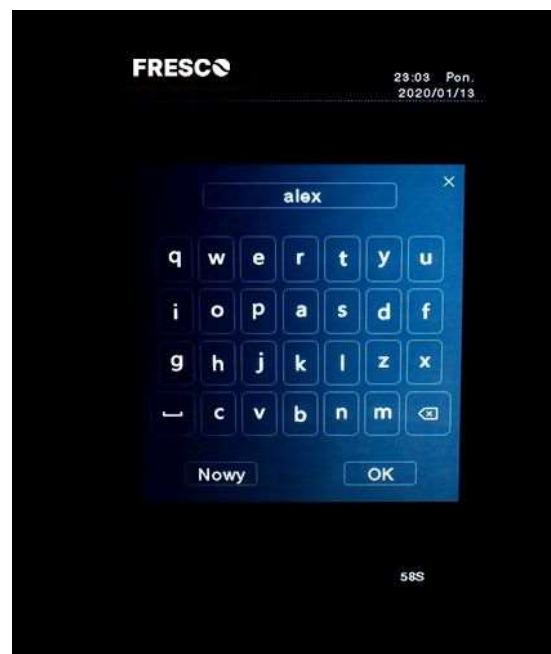 FRESCO
23:03 Pon.
2020/01/13
×
alex
q w e r t y u
i o p a s d f
g h j k l z x
c v b n m
Nowy OK
58S